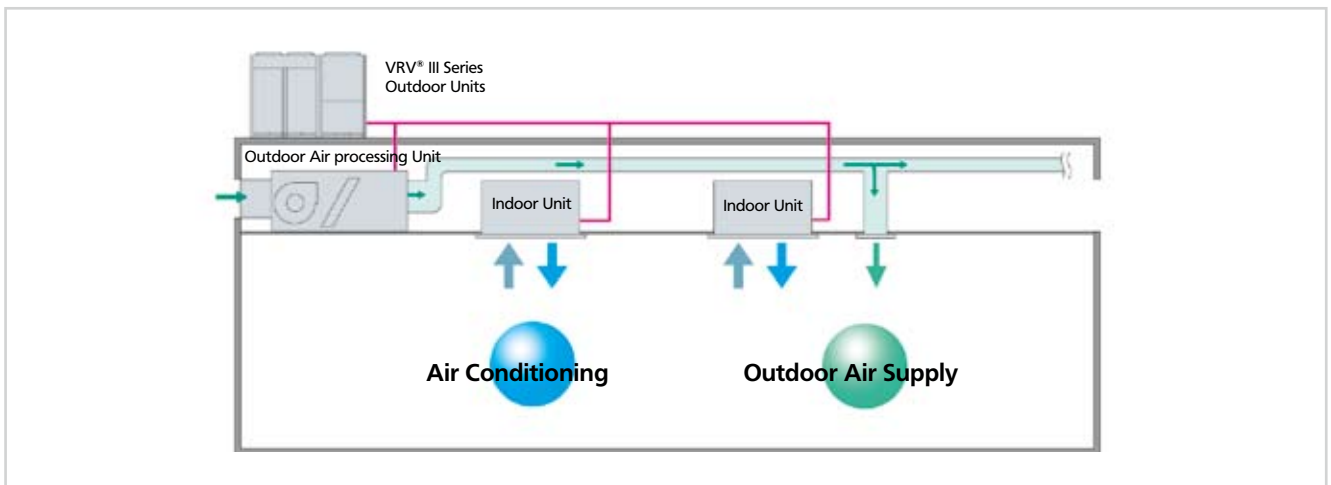 VRV® III Series
Outdoor Units
Outdoor Air processing Unit
Indoor Unit
Indoor Unit
Air Conditioning
Outdoor Air Supply